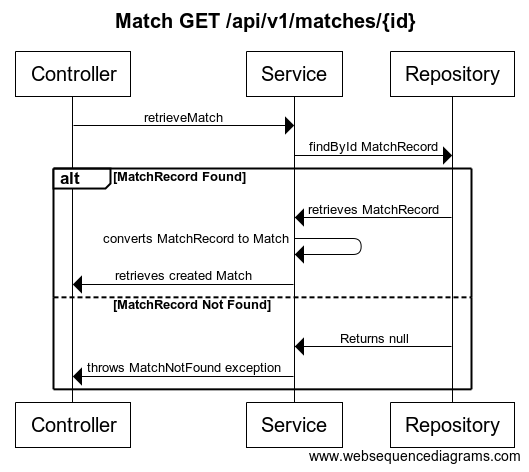 Match GET /api/v1/matches/{id}
Controller
Service
Repository
retrieveMatch
findById MatchRecord
alt
[MatchRecord Found]
retrieves MatchRecord
converts MatchRecord to Match
retrieves created Match
[MatchRecord Not Found]
Returns null
throws MatchNotFound exception
Controller
Service
Repository
www.websequencediagrams.com